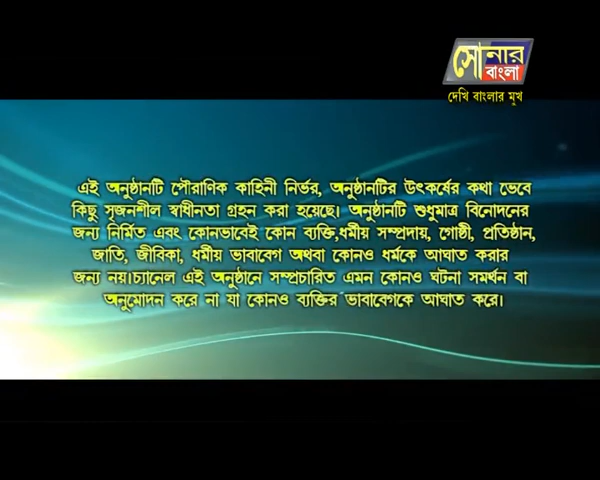 সোনার
বাংলা
দেখি বাংলার মুখ
এই অনুষ্ঠানটি পৌরাণিক কাহিনী নির্ভর, অনুষ্ঠানটির উৎকর্ষের কথা ভেবে
কিছু সৃজনশীল স্বাধীনতা গ্রহন করা হয়েছে। অনুষ্ঠানটি শুধুমাত্র বিনোদনের
জন্য নির্মিত এবং কোনভাবেই কোন ব্যক্তি,ধর্মীয় সম্প্রদায়, গোষ্ঠী, প্রতিষ্ঠান,
জাতি, জীবিকা, ধর্মীয় ভাবাবেগ অথবা কোনও ধর্মকে আঘাত করার
জন্য নয়।চ্যানেল এই অনুষ্ঠানে সম্প্রচারিত এমন কোনও ঘটনা সমর্থন বা
অনুমোদন করে না যা কোনও ব্যক্তির ভাবাবেগকে আঘাত করে।